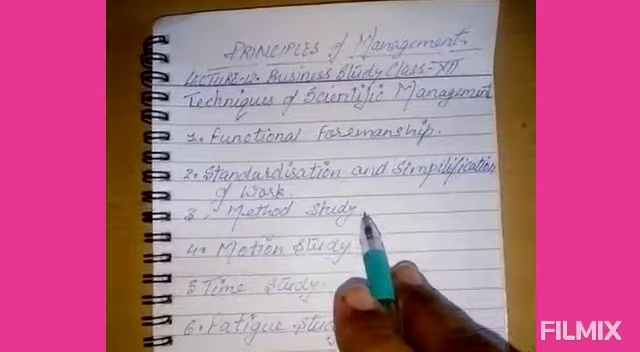 PRINCIPLES of Management.
LECTURE-12. Business Study Class-XII
Techniques of Scientific Management
1. Functional Foremanship.
2. Standardisation and Simplification
of Work.
3. Method Study
4. Motion Study
5 Time Study.
6. Fatigue Study
FILMIX